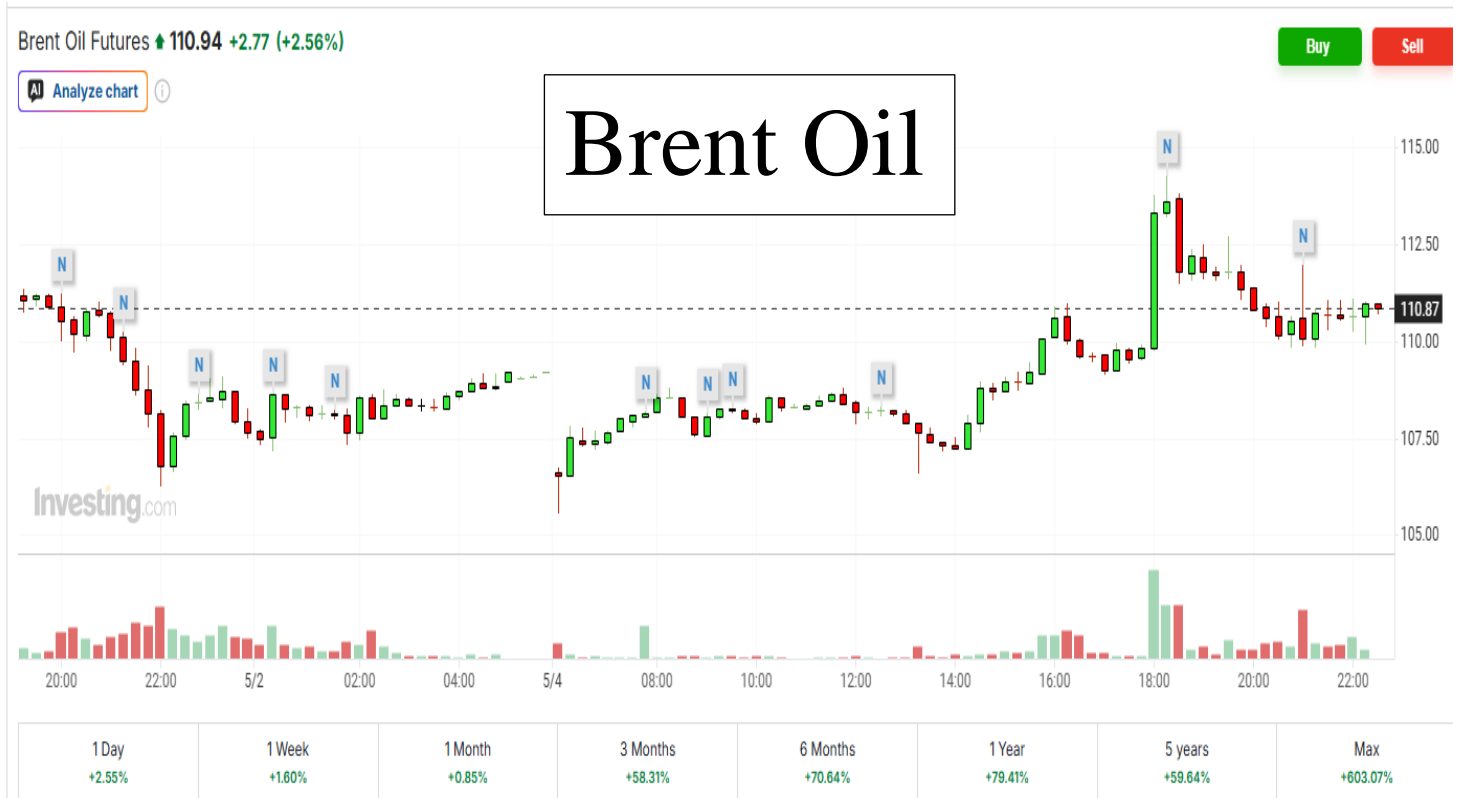 Brent Oil Futures 110.94 +2.77 (+2.56%)
Buy
Sell
AI Analyze chart
Brent Oil
N
N
N
N
N
N
N
N
N
N
N
115.00
112.50
110.87
110.00
107.50
105.00
Investing.com
20:00 22:00 5/2 02:00 04:00 5/4 08:00 10:00 12:00 14:00 16:00 18:00 20:00 22:00
1 Day 1 Week 1 Month 3 Months 6 Months 1 Year 5 years Max
+2.55% +1.60% +0.85% +58.31% +70.64% +79.41% +59.64% +603.07%